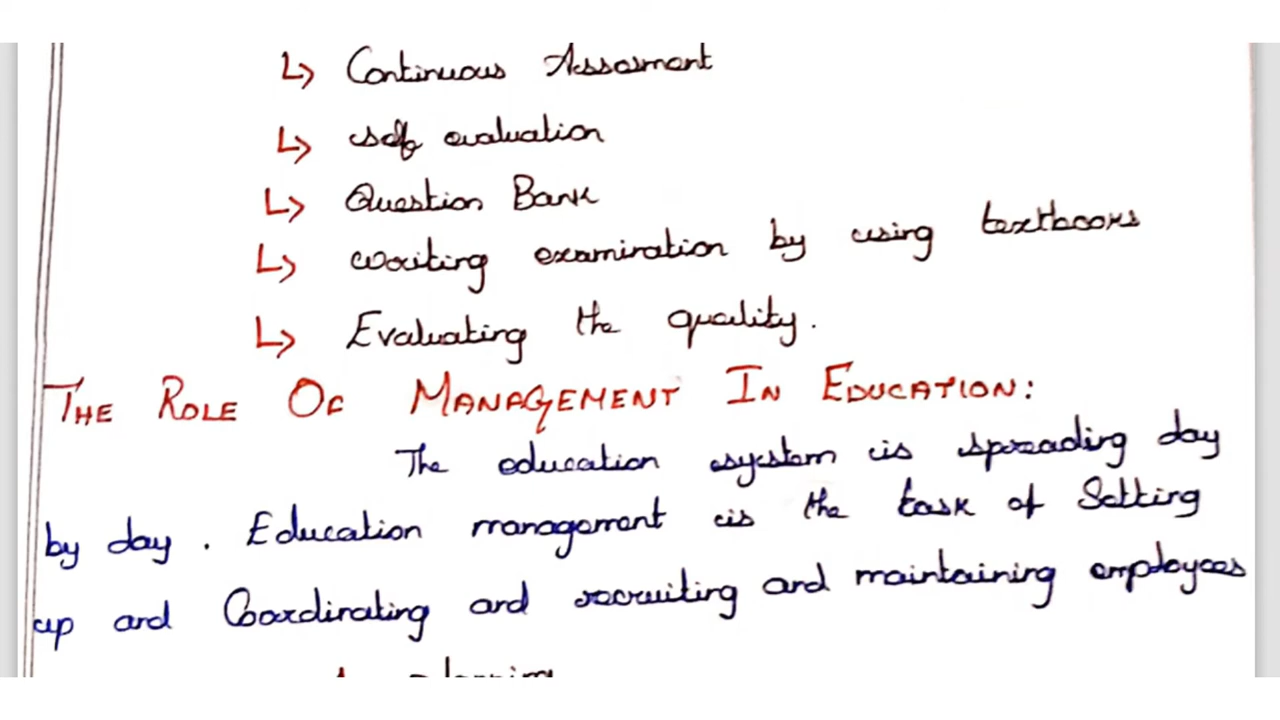 ↳ Continuous Assesment
↳ self evaluation
↳ Question Bank
↳ writing examination by using textbooks
↳ Evaluating the quality.
THE ROLE OF MANAGEMENT IN EDUCATION:
The education system is spreading day
by day. Education management is the task of Setting
up and Coordinating and recruiting and maintaining employees
planning